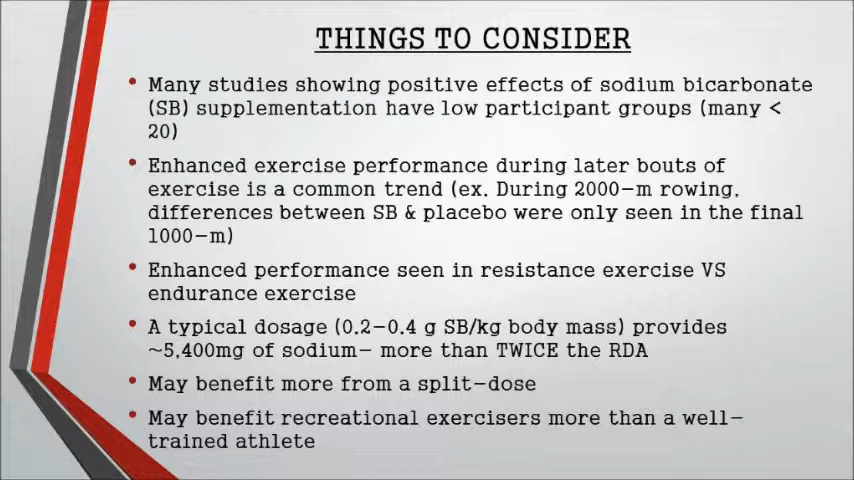 THINGS TO CONSIDER
• Many studies showing positive effects of sodium bicarbonate
(SB) supplementation have low participant groups (many <
20)
• Enhanced exercise performance during later bouts of
exercise is a common trend (ex. During 2000-m rowing,
differences between SB & placebo were only seen in the final
1000-m)
• Enhanced performance seen in resistance exercise VS
endurance exercise
• A typical dosage (0.2-0.4 g SB/kg body mass) provides
~5,400mg of sodium- more than TWICE the RDA
• May benefit more from a split-dose
• May benefit recreational exercisers more than a well-
trained athlete